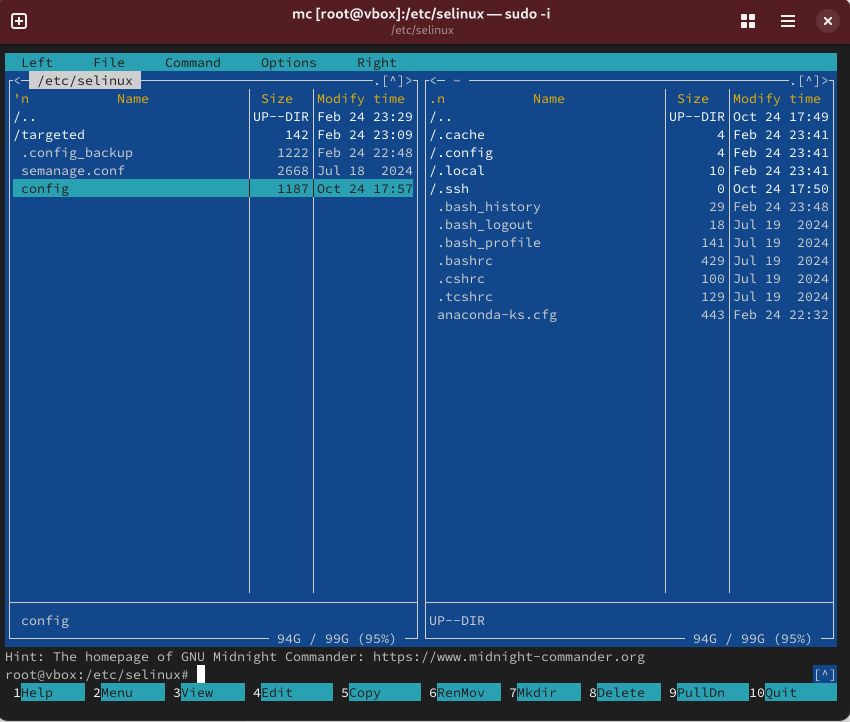 mc [root@vbox]:/etc/selinux — sudo -i
/etc/selinux
Left File Command Options Right
<─ /etc/selinux .[^]>
'n Name Size Modify time
/.. UP--DIR Feb 24 23:29
/targeted 142 Feb 24 23:09
.config_backup 1222 Feb 24 22:48
semanage.conf 2668 Jul 18 2024
config 1187 Oct 24 17:57
config
94G / 99G (95%)
<─ ~ .[^]>
.n Name Size Modify time
/.. UP--DIR Oct 24 17:49
/.cache 4 Feb 24 23:41
/.config 4 Feb 24 23:41
/.local 10 Feb 24 23:41
/.ssh 0 Oct 24 17:50
.bash_history 29 Feb 24 23:48
.bash_logout 18 Jul 19 2024
.bash_profile 141 Jul 19 2024
.bashrc 429 Jul 19 2024
.cshrc 100 Jul 19 2024
.tcshrc 129 Jul 19 2024
anaconda-ks.cfg 443 Feb 24 22:32
UP--DIR
94G / 99G (95%)
Hint: The homepage of GNU Midnight Commander: https://www.midnight-commander.org
root@vbox:/etc/selinux# [^]
1Help 2Menu 3View 4Edit 5Copy 6RenMov 7Mkdir 8Delete 9PullDn 10Quit